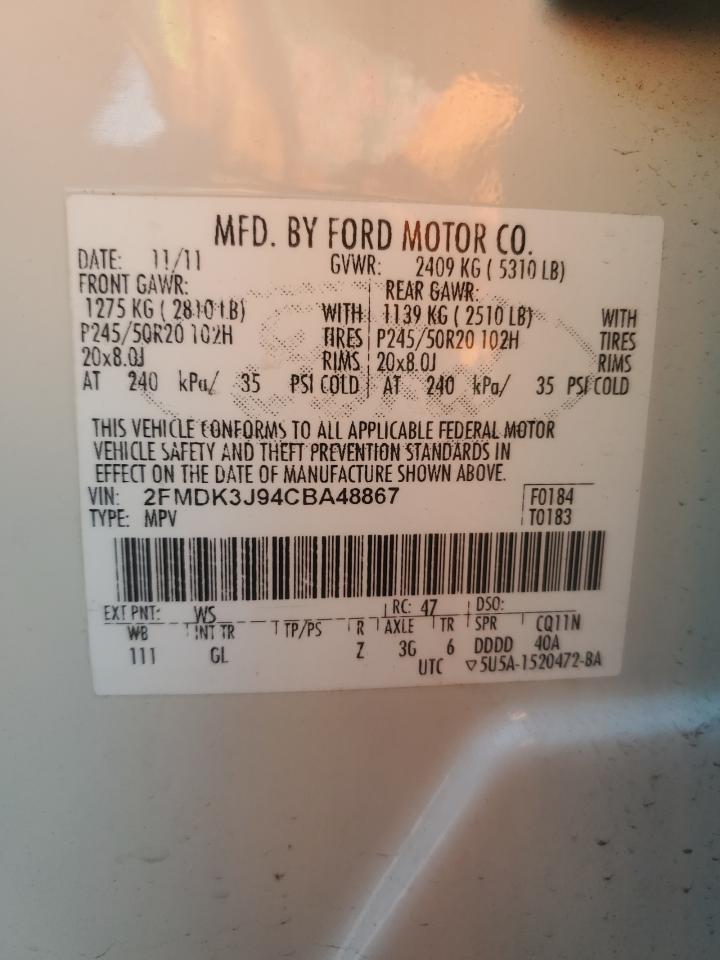 MFD. BY FORD MOTOR CO.
DATE: 11/11 GVWR: 2409 KG ( 5310 LB)
FRONT GAWR: REAR GAWR:
1275 KG ( 2810 LB) WITH 1139 KG ( 2510 LB) WITH
P245/50R20 102H TIRES P245/50R20 102H TIRES
20x8.0J RIMS 20x8.0J RIMS
AT 240 kPa/ 35 PSI COLD AT 240 kPa/ 35 PSI COLD
THIS VEHICLE CONFORMS TO ALL APPLICABLE FEDERAL MOTOR
VEHICLE SAFETY AND THEFT PREVENTION STANDARDS IN
EFFECT ON THE DATE OF MANUFACTURE SHOWN ABOVE.
VIN: 2FMDK3J94CBA48867 F0184
TYPE: MPV T0183
EXT PNT: WS RC: 47 DSO:
WB INT TR TP/PS R AXLE TR SPR CQ11N
111 GL Z 3G 6 DDDD 40A
UTC ▽5U5A-1520472-BA